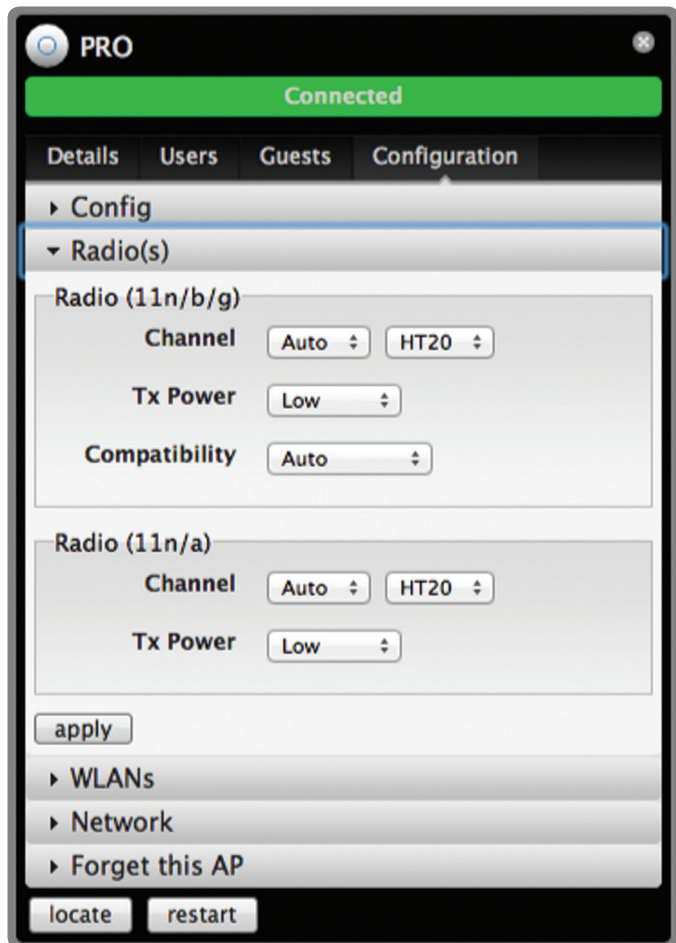 PRO
Connected
Details Users Guests Configuration
Config
Radio(s)
Radio (11n/b/g)
Channel Auto HT20
Tx Power Low
Compatibility Auto
Radio (11n/a)
Channel Auto HT20
Tx Power Low
apply
WLANs
Network
Forget this AP
locate restart